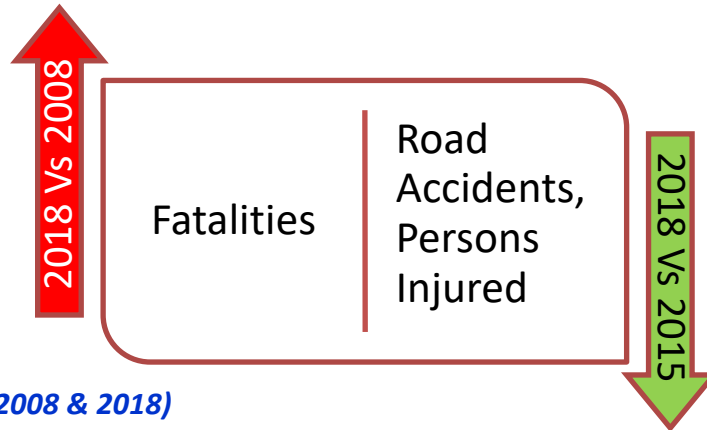 2018 Vs 2008
Fatalities
Road
Accidents,
Persons
Injured
2018 Vs 2015
2008 & 2018)